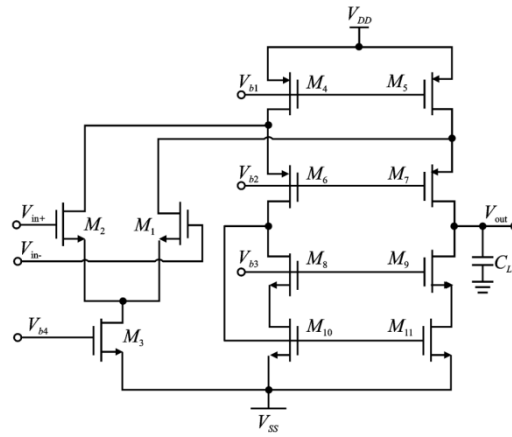 V_DD
V_b1 M_4 M_5
V_b2 M_6 M_7
V_in+ M_2 M_1 V_out
V_in- V_b3 M_8 M_9 C_L
V_b4 M_3 M_10 M_11
V_SS